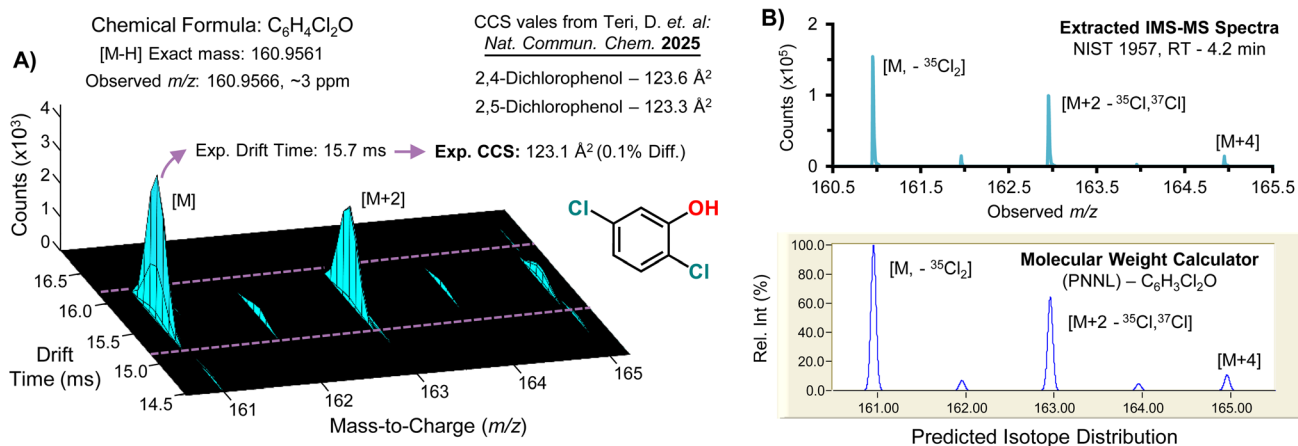 A)
Chemical Formula: C₆H₄Cl₂O
[M-H] Exact mass: 160.9561
Observed m/z: 160.9566, ~3 ppm
CCS vales from Teri, D. et. al:
Nat. Commun. Chem. 2025
2,4-Dichlorophenol – 123.6 Å²
2,5-Dichlorophenol – 123.3 Å²
Exp. Drift Time: 15.7 ms
Exp. CCS: 123.1 Å² (0.1% Diff.)
Counts (x10³)
4
3
2
1
0
[M]
[M+2]
Cl
OH
Cl
16.5
16.0
15.5
15.0
14.5
Drift
Time (ms)
161
162
163
164
165
Mass-to-Charge (m/z)
B)
Extracted IMS-MS Spectra
NIST 1957, RT - 4.2 min
Counts (x10⁵)
2
1
0
[M, - ³⁵Cl₂]
[M+2 - ³⁵Cl,³⁷Cl]
[M+4]
160.5
161.5
162.5
163.5
164.5
165.5
Observed m/z
Molecular Weight Calculator
(PNNL) – C₆H₃Cl₂O
Rel. Int (%)
100.0
80.0
60.0
40.0
20.0
0.0
[M, - ³⁵Cl₂]
[M+2 - ³⁵Cl,³⁷Cl]
[M+4]
161.00
162.00
163.00
164.00
165.00
Predicted Isotope Distribution